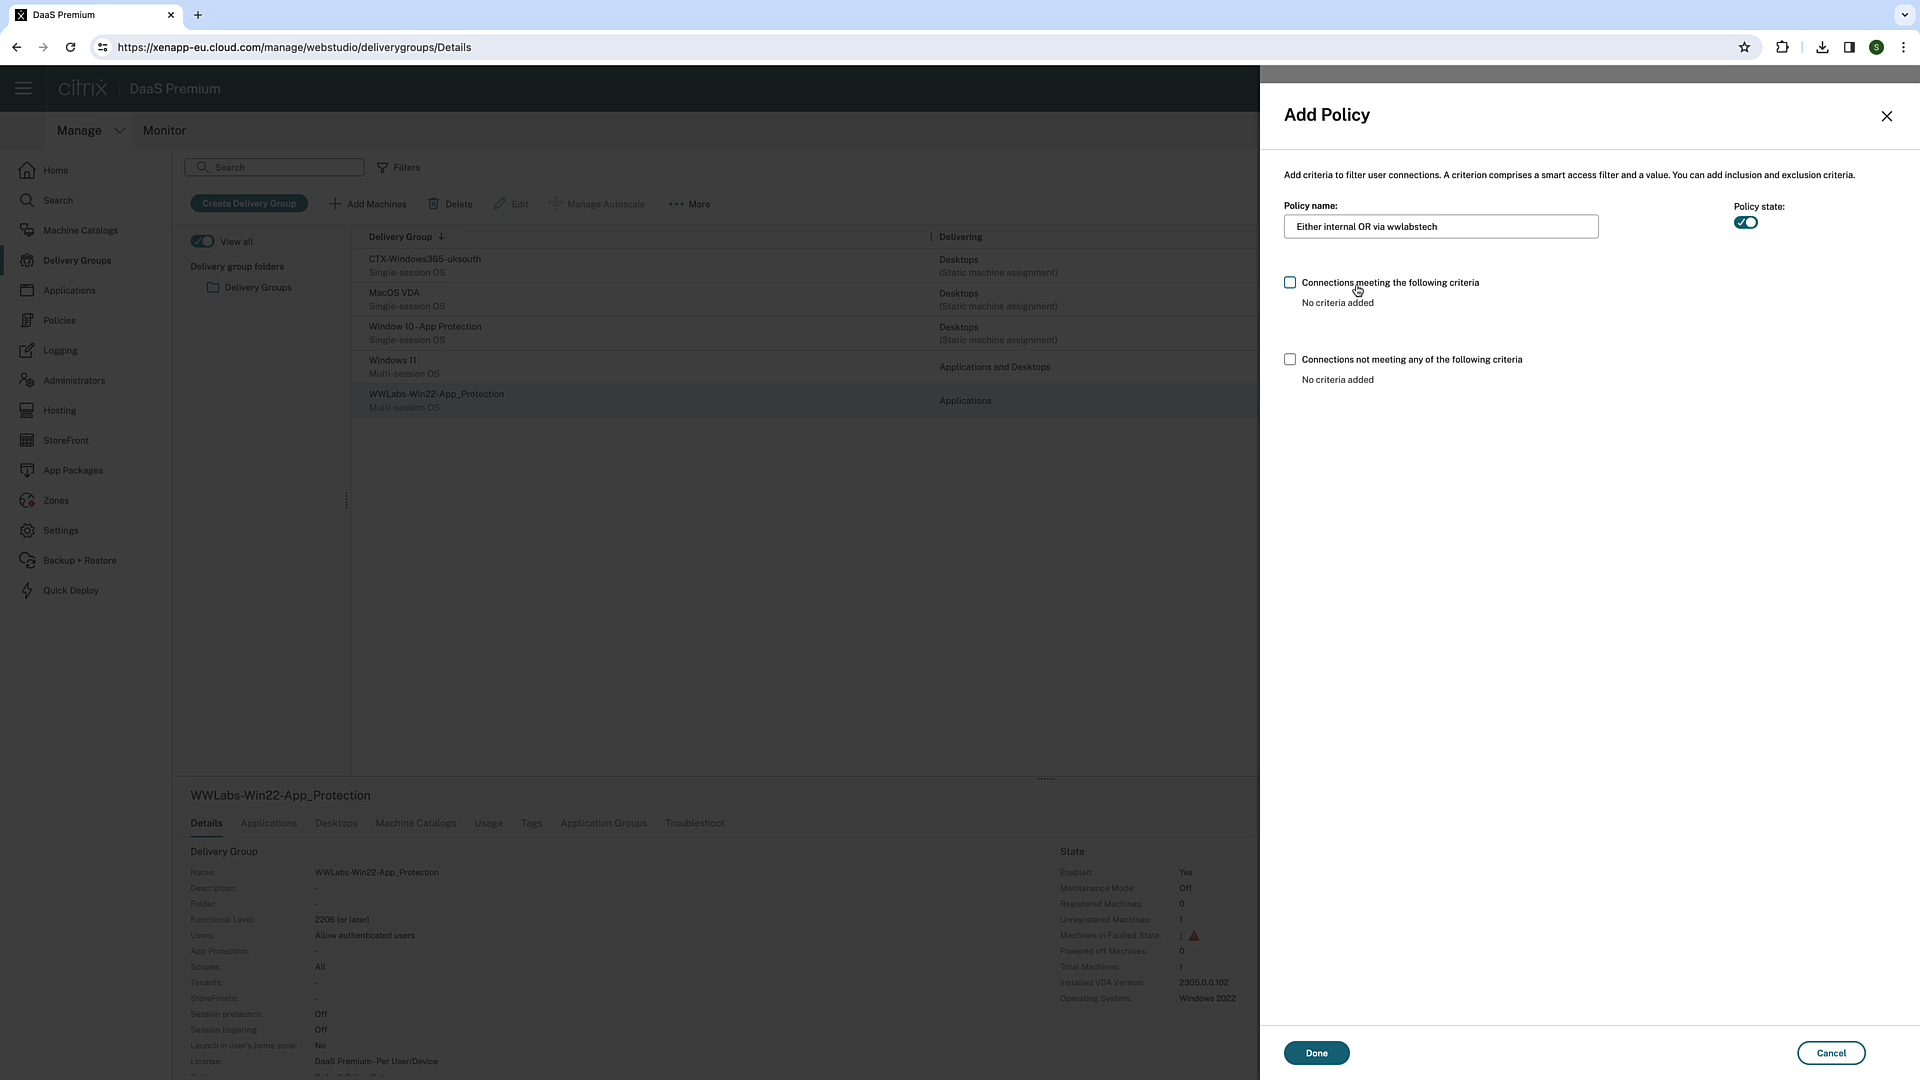 DaaS Premium
https://xenapp-eu.cloud.com/manage/webstudio/deliverygroups/Details
S
citrix
DaaS Premium
Manage
Monitor
Home
Search
Machine Catalogs
Delivery Groups
Applications
Policies
Logging
Administrators
Hosting
StoreFront
App Packages
Zones
Settings
Backup + Restore
Quick Deploy
Search
Filters
Create Delivery Group
Add Machines
Delete
Edit
Manage Autoscale
More
View all
Delivery group folders
Delivery Groups
Delivery Group ↓
Delivering
CTX-Windows365-uksouth
Single-session OS
Desktops
(Static machine assignment)
MacOS VDA
Single-session OS
Desktops
(Static machine assignment)
Window 10 - App Protection
Single-session OS
Desktops
(Static machine assignment)
Windows 11
Multi-session OS
Applications and Desktops
WWLabs-Win22-App_Protection
Multi-session OS
Applications
WWLabs-Win22-App_Protection
Details
Applications
Desktops
Machine Catalogs
Usage
Tags
Application Groups
Troubleshoot
Delivery Group
Name: WWLabs-Win22-App_Protection
Description: -
Folder: -
Functional Level: 2206 (or later)
Users: Allow authenticated users
App Protection: -
Scopes: All
Tenants: -
StoreFronts: -
Session prelaunch: Off
Session lingering: Off
Launch in user's home zone: No
License: DaaS Premium - Per User/Device
State
Enabled: Yes
Maintenance Mode: Off
Registered Machines: 0
Unregistered Machines: 1
Machines in Faulted State: 1
Powered off Machines: 0
Total Machines: 1
Installed VDA Version: 2305.0.0.102
Operating System: Windows 2022
Add Policy
Add criteria to filter user connections. A criterion comprises a smart access filter and a value. You can add inclusion and exclusion criteria.
Policy name:
Either internal OR via wwlabstech
Policy state:
Connections meeting the following criteria
No criteria added
Connections not meeting any of the following criteria
No criteria added
Done
Cancel